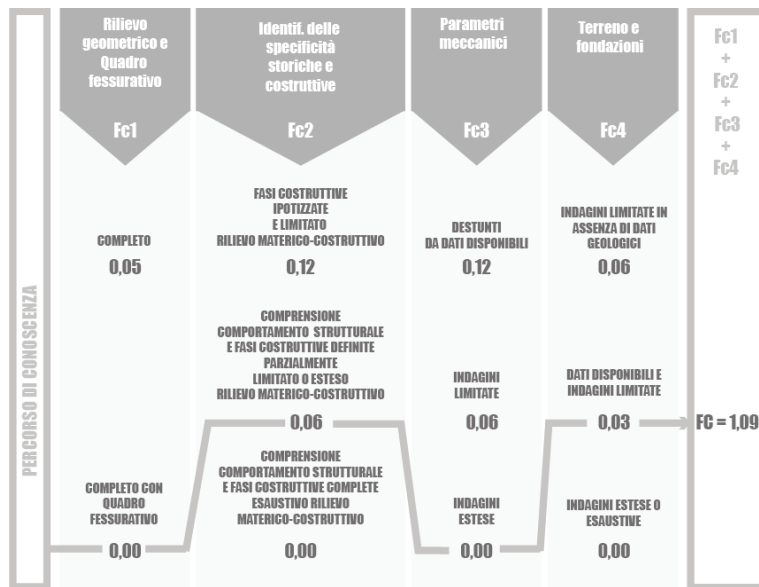 Rilievo
geometrico e
Quadro
fessurativo
Fc1
Identif. delle
specificità
storiche e
costruttive
Fc2
Parametri
meccanici
Fc3
Terreno e
fondazioni
Fc4
Fc1
+
Fc2
+
Fc3
+
Fc4
PERCORSO DI CONOSCENZA
COMPLETO
0,05
FASI COSTRUTTIVE
IPOTIZZATE
E LIMITATO
RILIEVO MATERICO-COSTRUTTIVO
0,12
DESTUNTI
DA DATI DISPONIBILI
0,12
INDAGINI LIMITATE IN
ASSENZA DI DATI
GEOLOGICI
0,06
COMPRENSIONE
COMPORTAMENTO STRUTTURALE
E FASI COSTRUTTIVE DEFINITE
PARZIALMENTE
LIMITATO O ESTESO
RILIEVO MATERICO-COSTRUTTIVO
0,06
INDAGINI
LIMITATE
0,06
DATI DISPONIBILI E
INDAGINI LIMITATE
0,03
FC = 1,09
COMPLETO CON
QUADRO
FESSURATIVO
0,00
COMPRENSIONE
COMPORTAMENTO STRUTTURALE
E FASI COSTRUTTIVE COMPLETE
ESAUSTIVO RILIEVO
MATERICO-COSTRUTTIVO
0,00
INDAGINI
ESTESE
0,00
INDAGINI ESTESE O
ESAUSTIVE
0,00